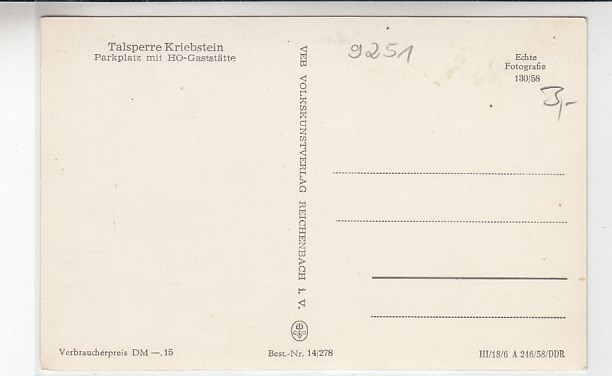 Talsperre Kriebstein
Parkplatz mit HO-Gaststätte
9251
Echte
Fotografie
130/58
3,-
VEB VOLKSKUNSTVERLAG REICHENBACH i. V.
Verbraucherpreis DM —.15
Best.-Nr. 14/278
III/18/6 A 246/58/DDR